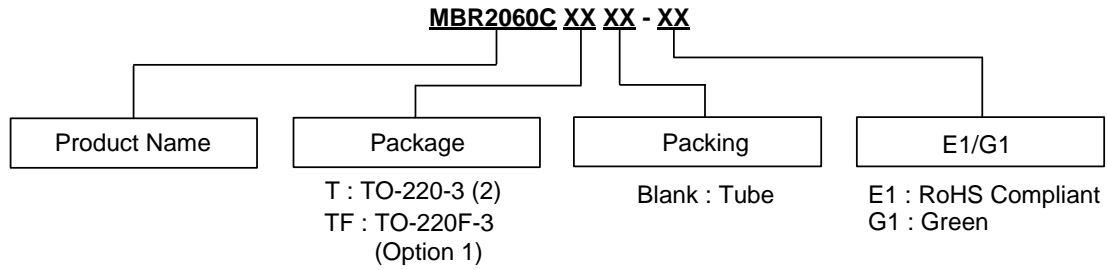 MBR2060C XX XX - XX
Product Name
Package
Packing
E1/G1
T : TO-220-3 (2)
TF : TO-220F-3
(Option 1)
Blank : Tube
E1 : RoHS Compliant
G1 : Green